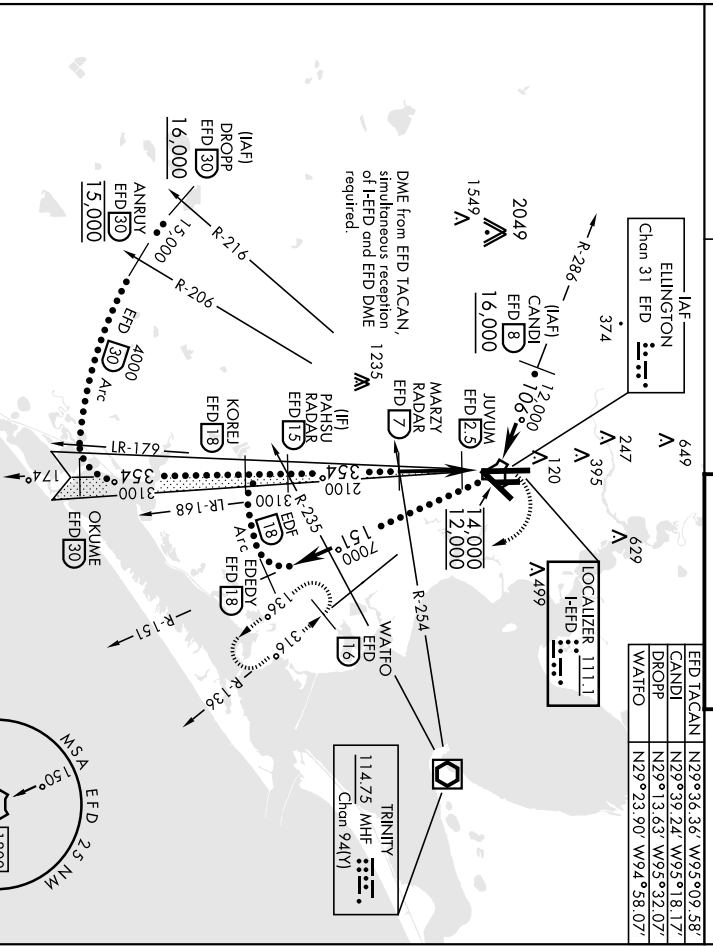 IAF
ELLINGTON
Chan 31 EFD
374
649
247
395
120
629
499
2049
1549
R-286
(IAF)
CANDI
EFD 8
16,000
12,000
106°
JUVUM
EFD 2.5
MARZY
RADAR
EFD 7
1235
DME from EFD TACAN,
simultaneous reception
of I-EFD and EFD DME
required.
(IAF)
DROPP
EFD 30
16,000
15,000
ANRUY
EFD 30
15,000
R-216
R-206
EFD
30
Arc
4000
KOREJ
EFD 18
(IF)
PAHSU
RADAR
EFD 15
LR-179
354°
3100
3100
354°
2100
174°
LR-168
OKUME
EFD 30
14,000
12,000
151°
7000
EDF
18
Arc
EDEDY
EFD 18
R-235
R-254
136°
316°
R-151
R-136
WATFO
EFD
16
LOCALIZER 111.1
I-EFD
TRINITY
114.75 MHF
Chan 94(Y)
EFD TACAN N29°36.36' W95°09.58'
CANDI N29°39.24' W95°18.17'
DROPP N29°13.63' W95°32.07'
WATFO N29°23.90' W94°58.07'
MSA EFD 25 NM
150°